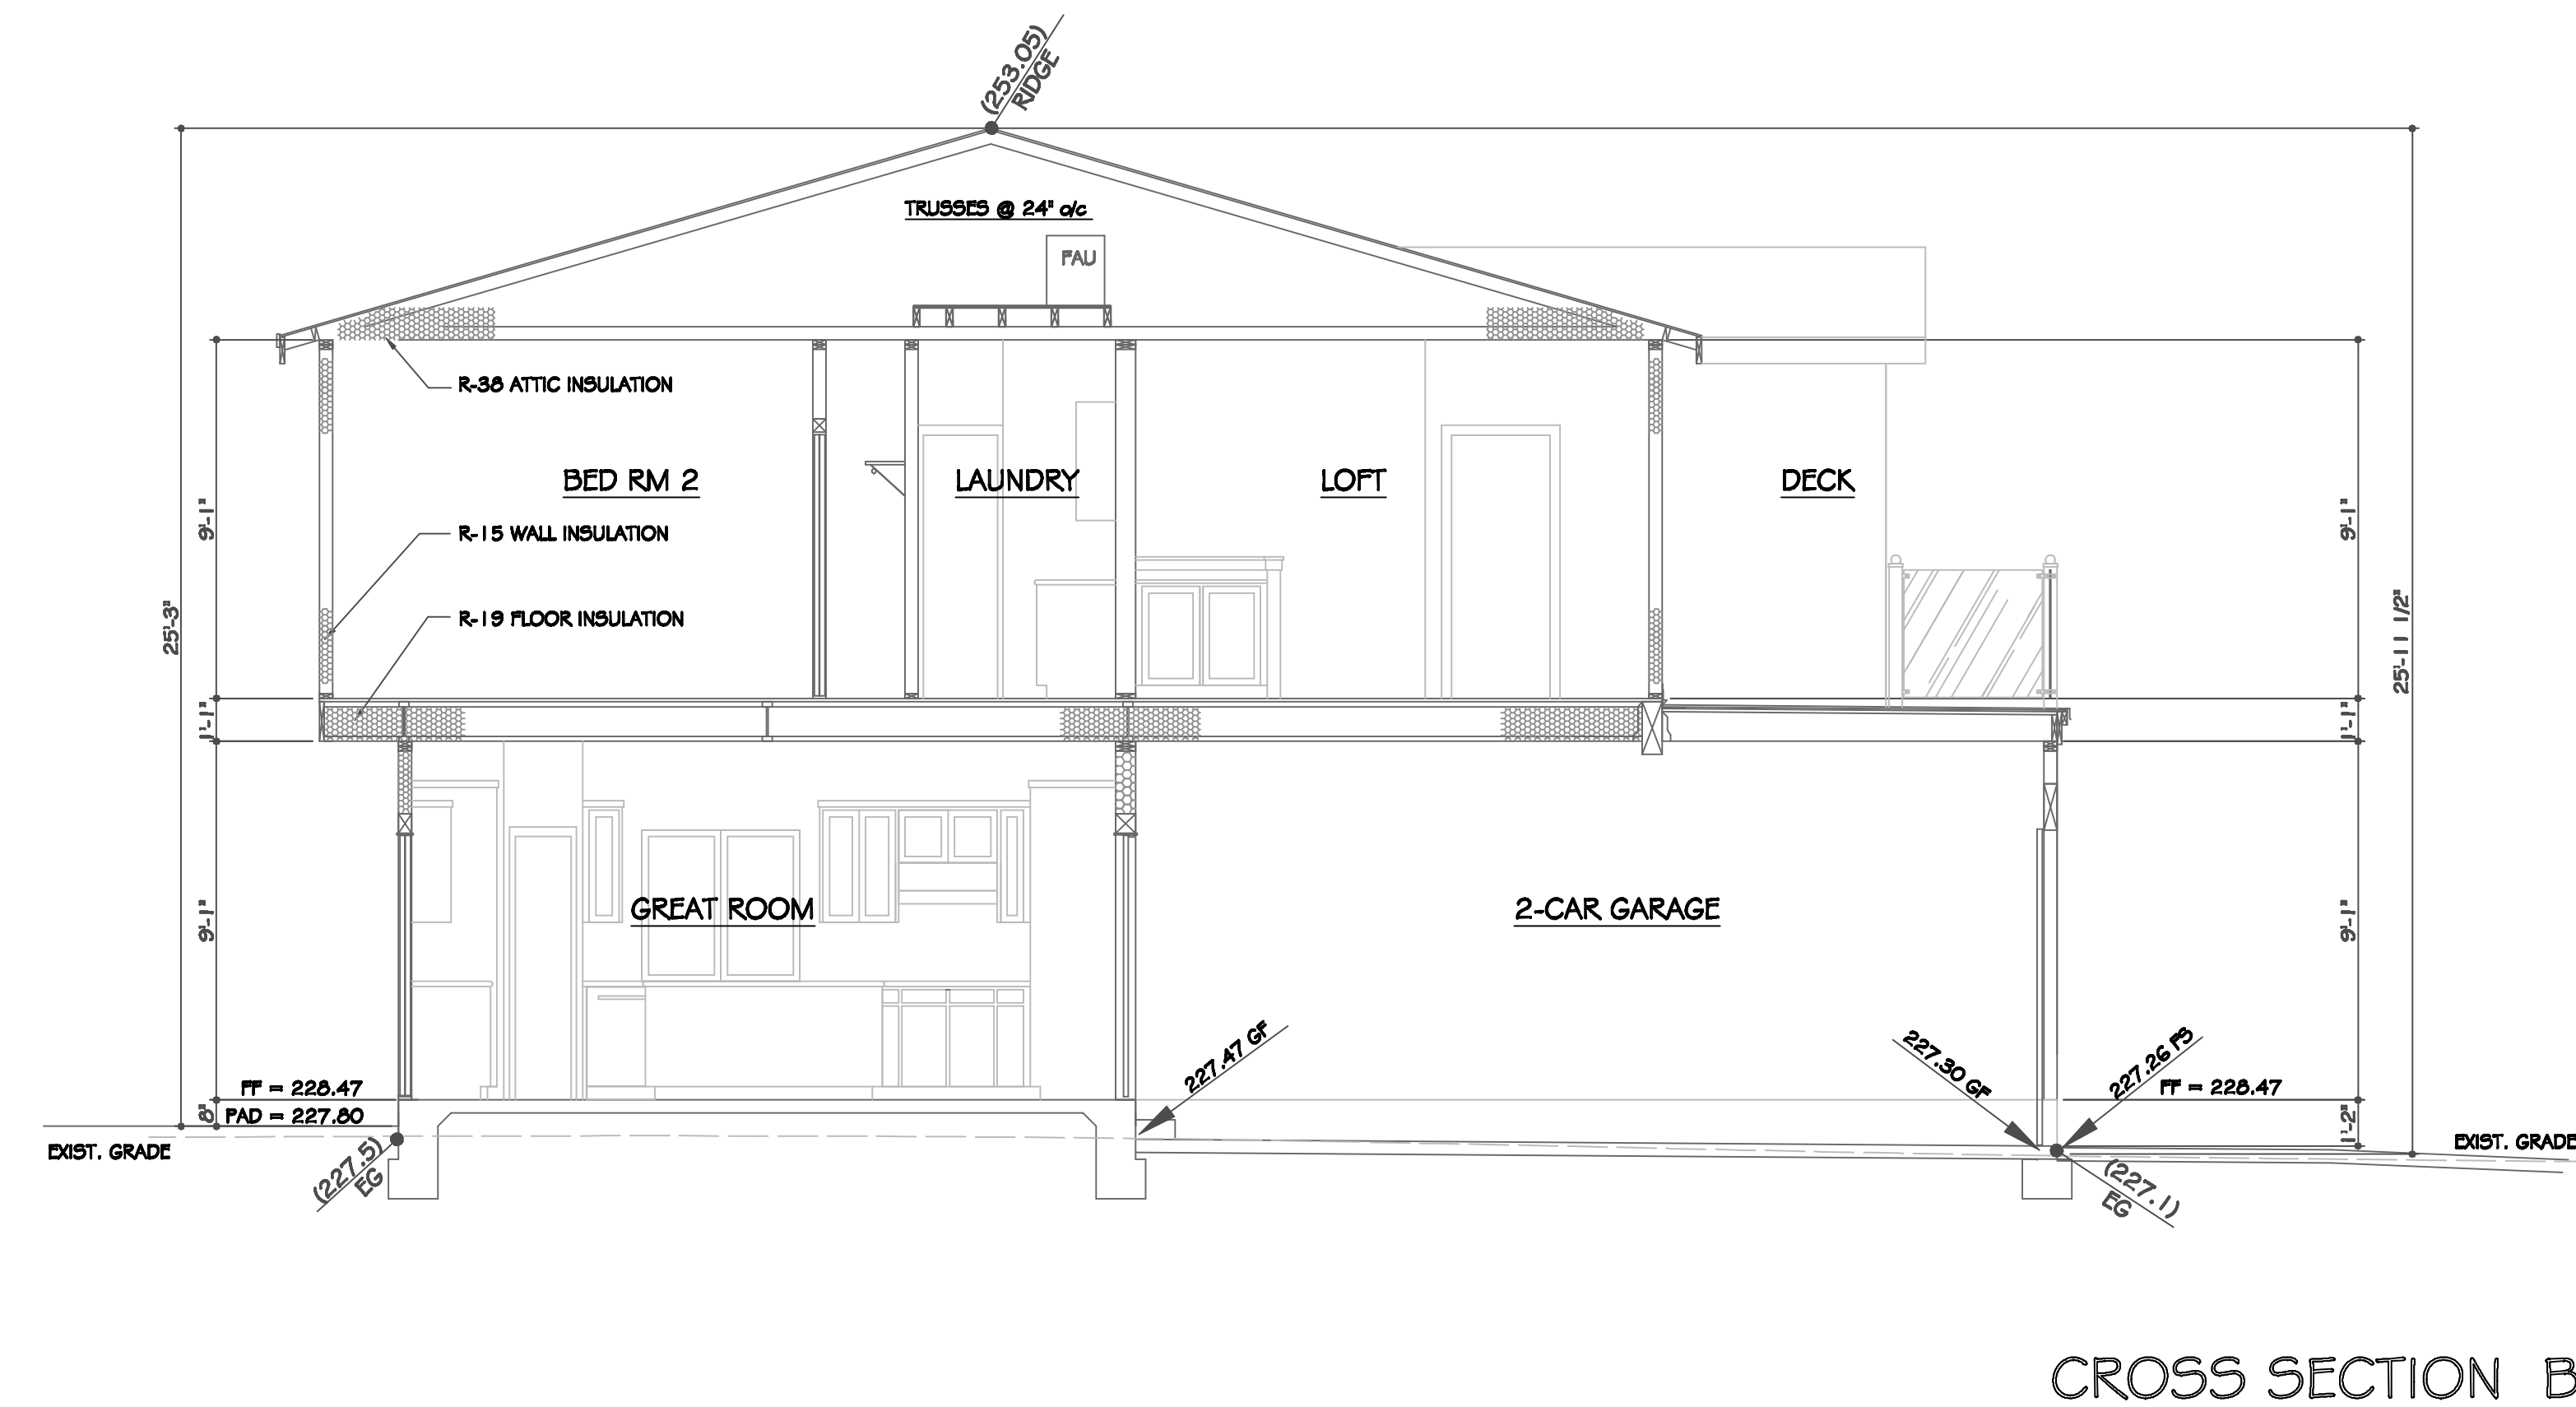 (253.05)
RIDGE
TRUSSES @ 24" o/c
FAU
R-38 ATTIC INSULATION
BED RM 2
LAUNDRY
LOFT
DECK
9'-1"
9'-1"
R-15 WALL INSULATION
25'-3"
R-19 FLOOR INSULATION
25'-11 1/2"
1'-1"
1'-1"
9'-1"
GREAT ROOM
2-CAR GARAGE
9'-1"
FF = 228.47
8"
PAD = 227.80
227.47 GF
227.30 GF
227.26 FS
FF = 228.47
1'-2"
EXIST. GRADE
EXIST. GRADE
(227.5)
EG
(227.1)
EG
CROSS SECTION B